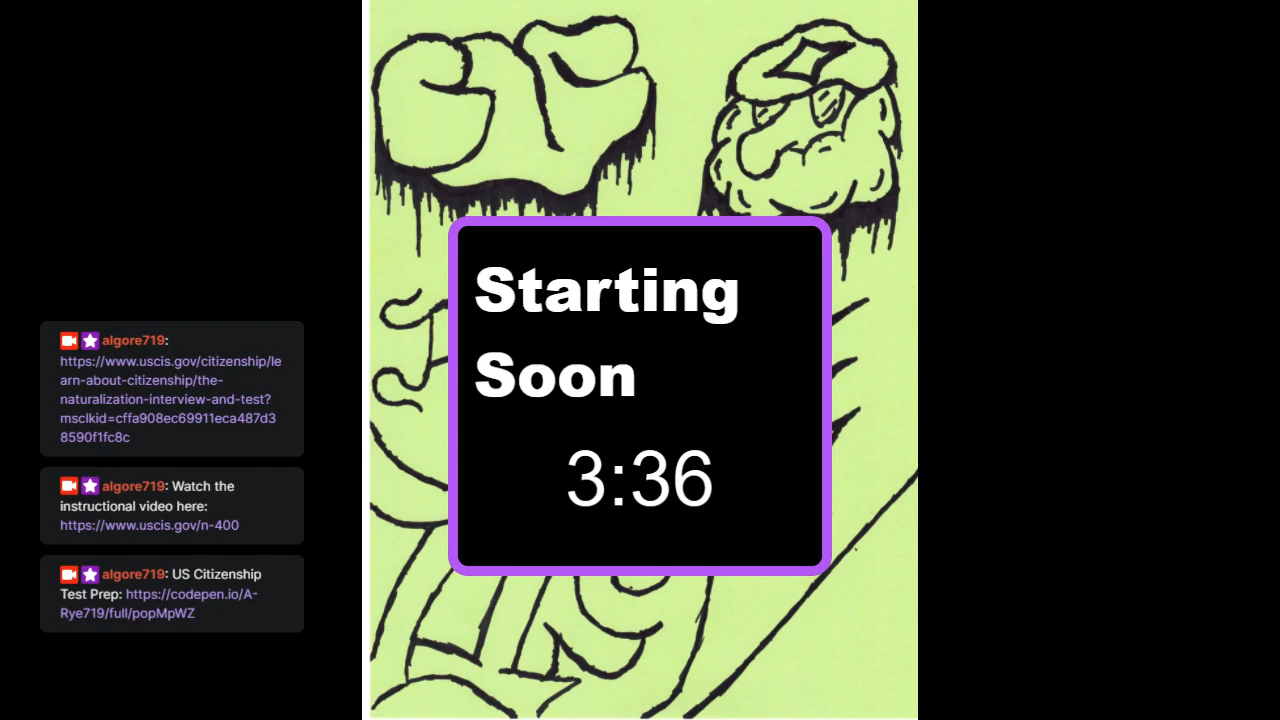 algore719:
https://www.uscis.gov/citizenship/le
arn-about-citizenship/the-
naturalization-interview-and-test?
msclkid=cffa908ec69911eca487d3
8590f1fc8c
algore719: Watch the
instructional video here:
https://www.uscis.gov/n-400
algore719: US Citizenship
Test Prep: https://codepen.io/A-
Rye719/full/popMpWZ
Starting
Soon
3:36